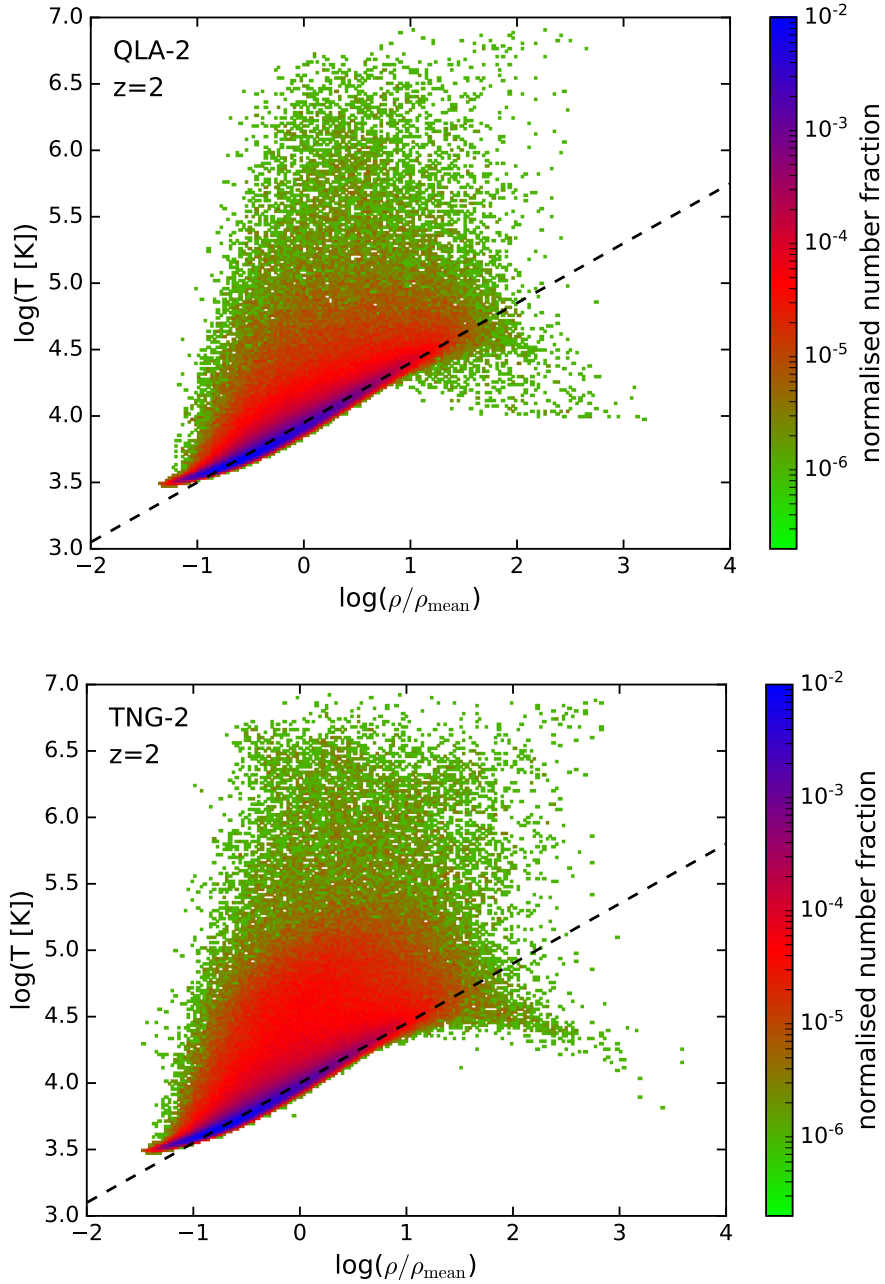 7.0
6.5
6.0
5.5
5.0
4.5
4.0
3.5
3.0
log(T [K])
QLA-2
z=2
−2 −1 0 1 2 3 4
log(ρ/ρmean)
10-2
10-3
10-4
10-5
10-6
normalised number fraction
7.0
6.5
6.0
5.5
5.0
4.5
4.0
3.5
3.0
log(T [K])
TNG-2
z=2
−2 −1 0 1 2 3 4
log(ρ/ρmean)
10-2
10-3
10-4
10-5
10-6
normalised number fraction